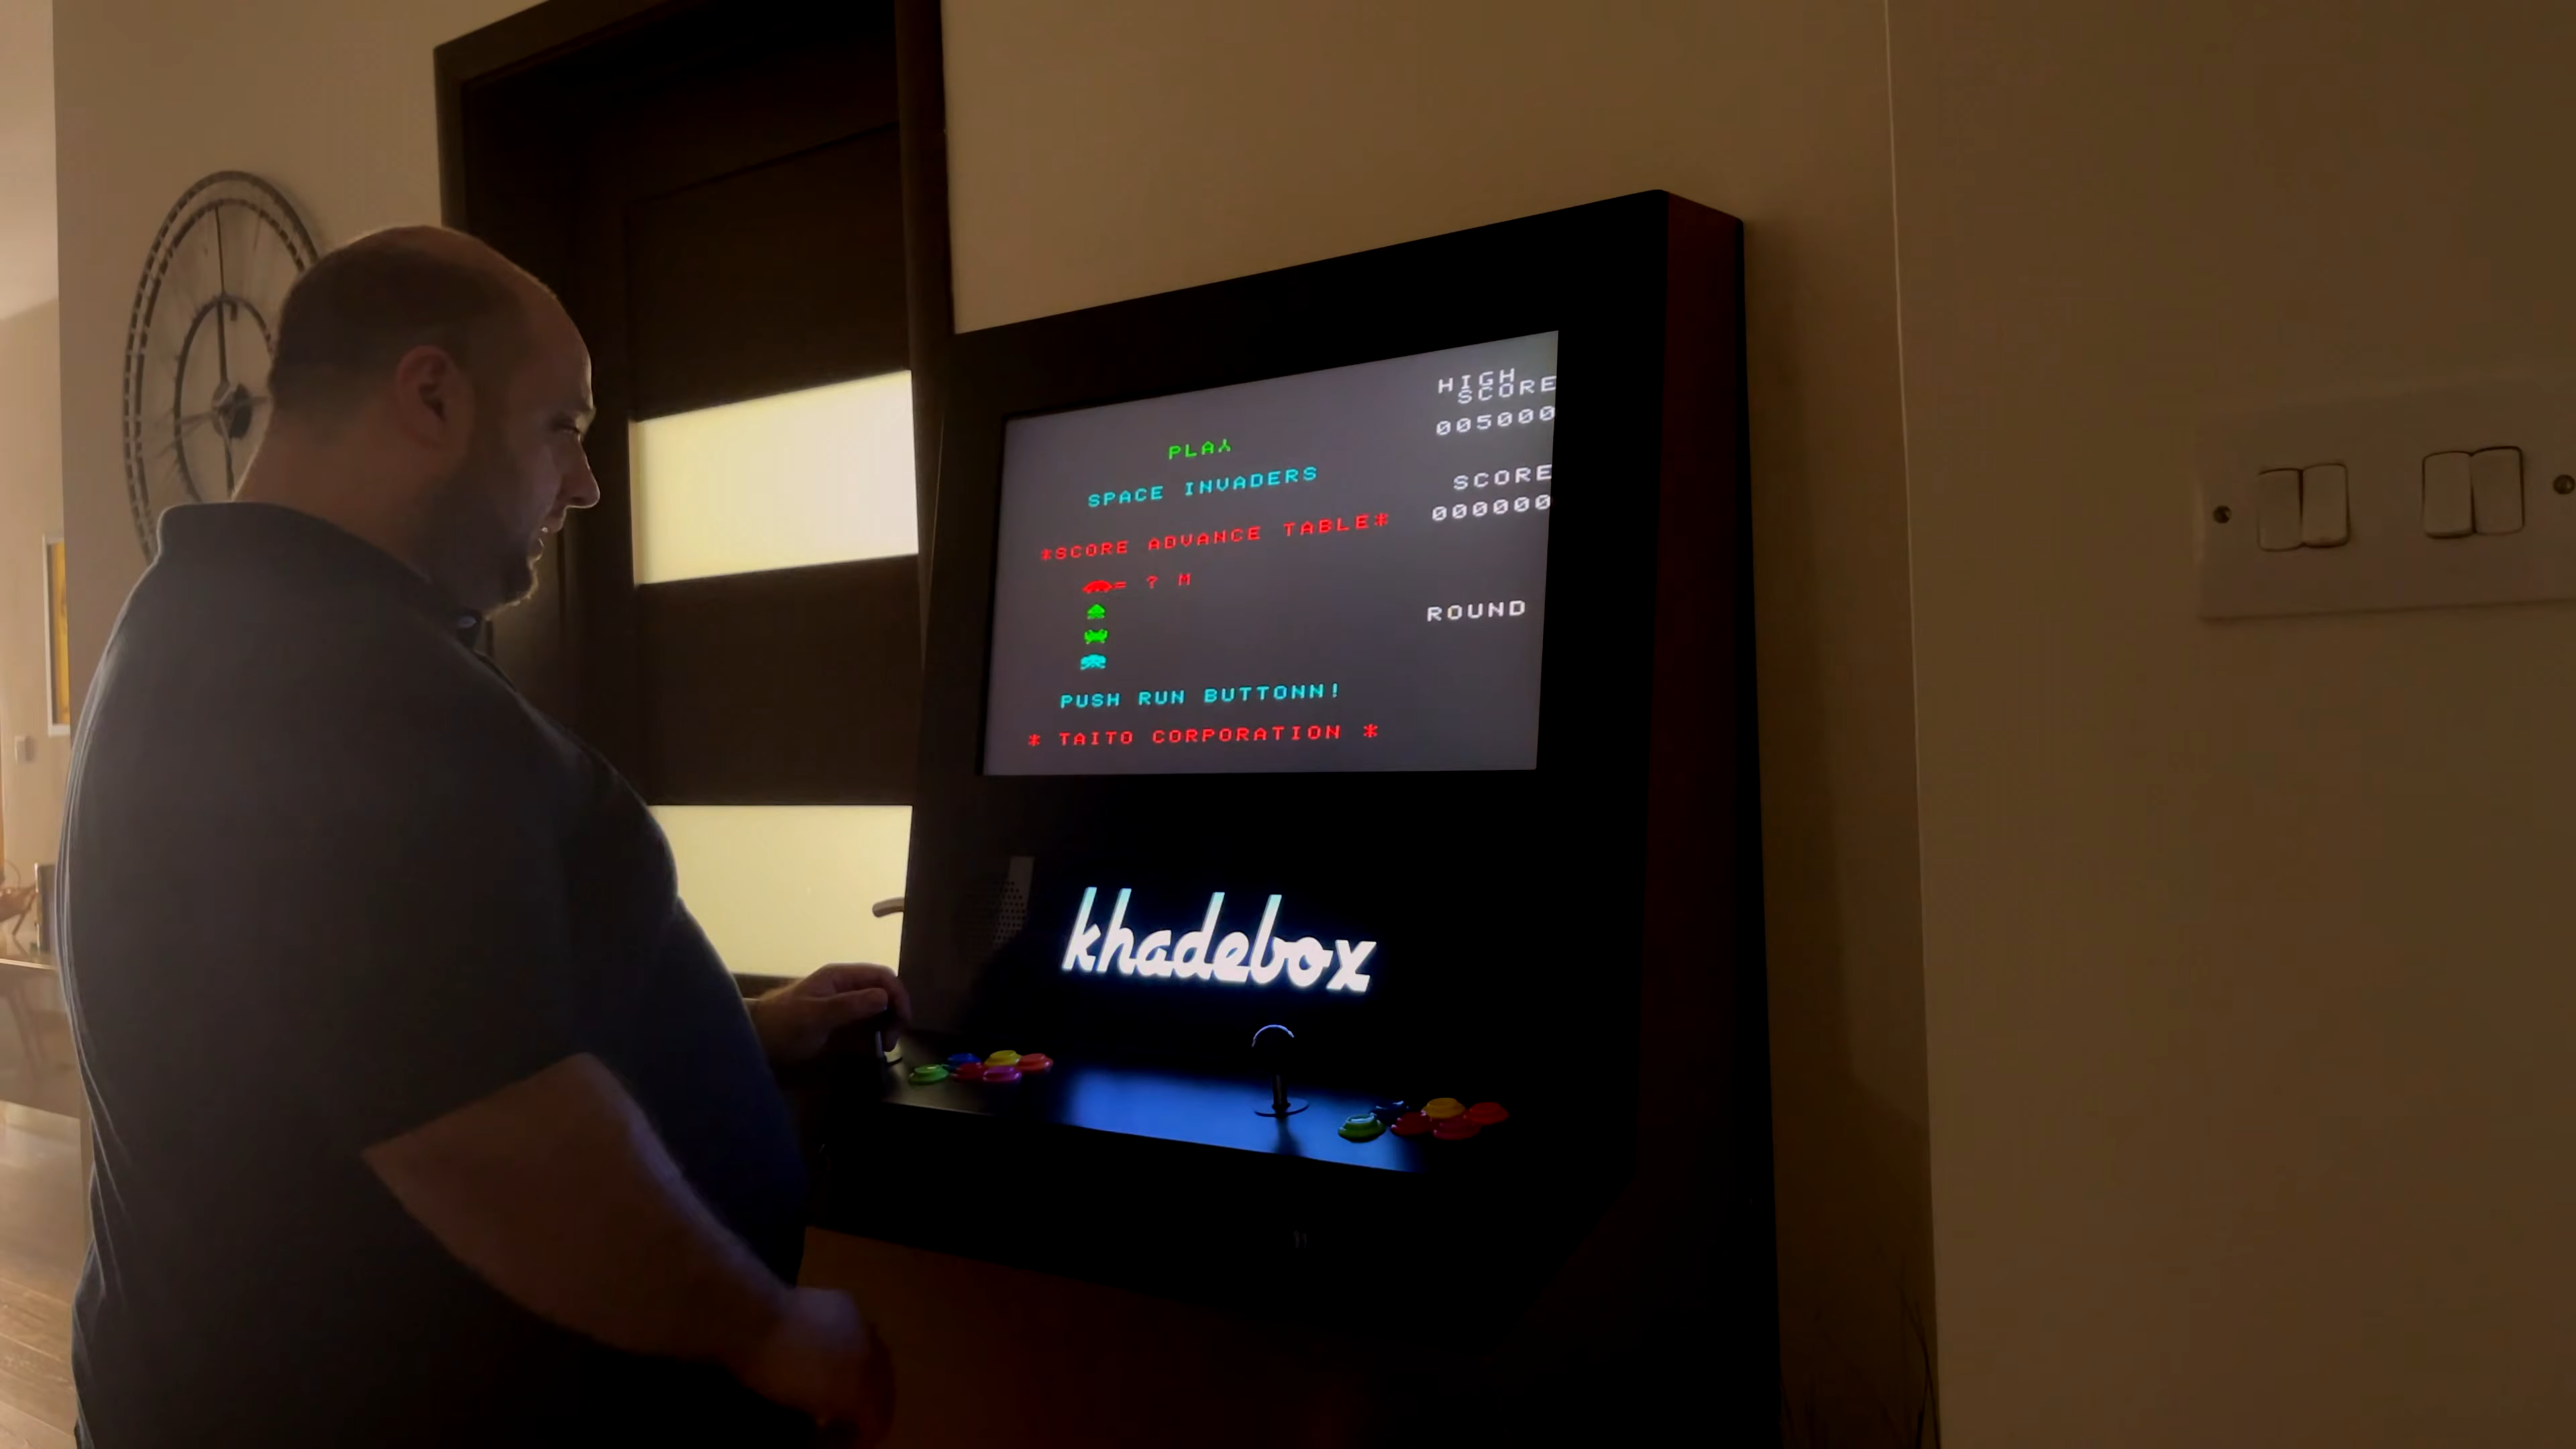 HIGH
SCORE
005000
PLAY
SPACE INVADERS
SCORE
000000
*SCORE ADVANCE TABLE*
= ? M
ROUND
PUSH RUN BUTTONN!
* TAITO CORPORATION *
khadebox